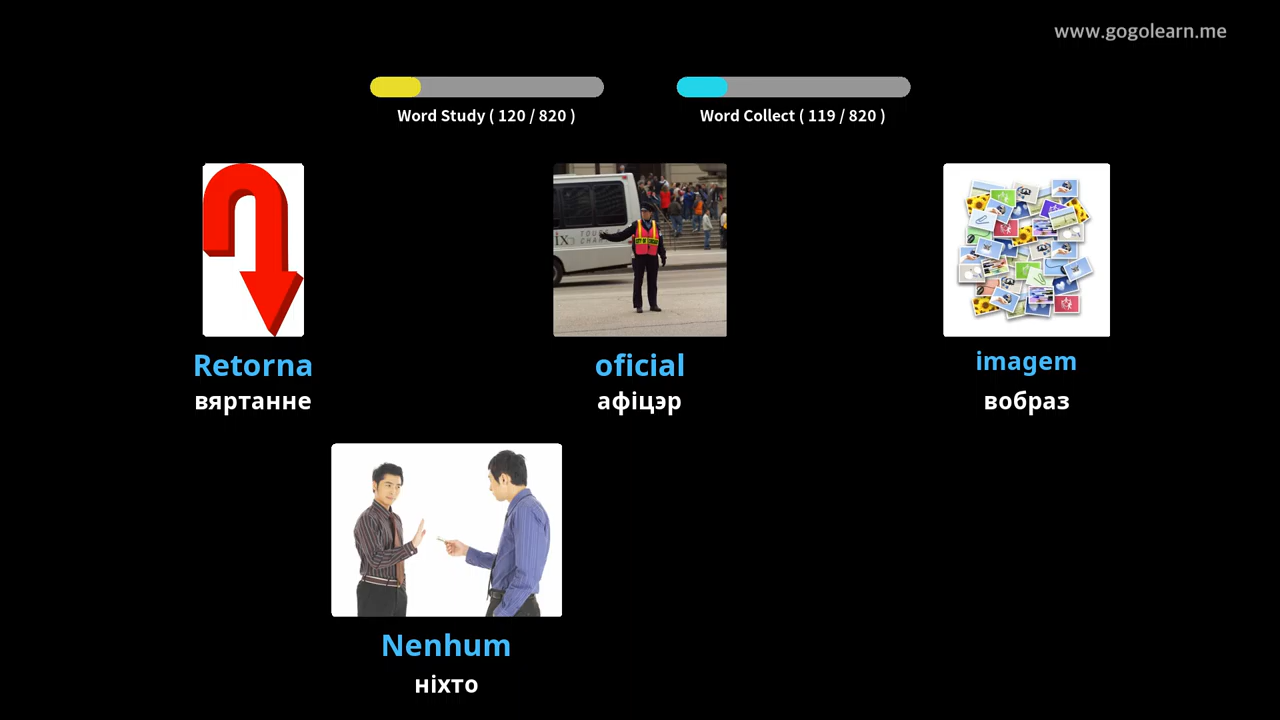 www.gogolearn.me
Word Study ( 120 / 820 )
Word Collect ( 119 / 820 )
Retorna
вяртанне
oficial
афіцэр
imagem
вобраз
Nenhum
ніхто